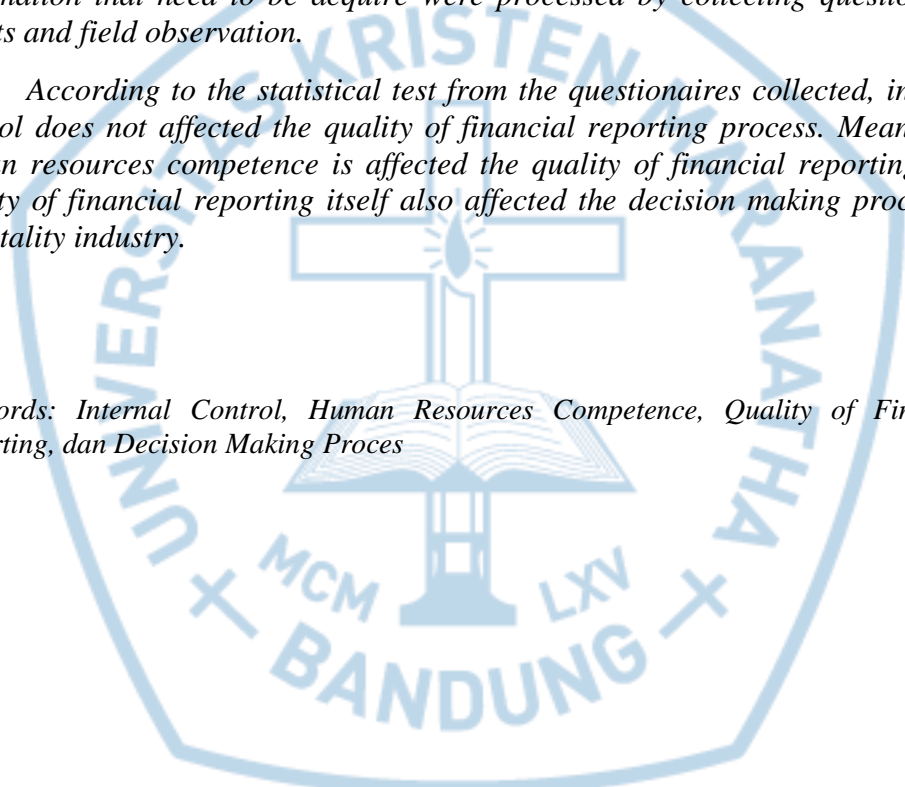 mation that need to be acquire were processed by collecting questio
ts and field observation.
According to the statistical test from the questionaires collected, in
ol does not affected the quality of financial reporting process. Mean
n resources competence is affected the quality of financial reporting
ty of financial reporting itself also affected the decision making proc
tality industry.
ords: Internal Control, Human Resources Competence, Quality of Fin
rting, dan Decision Making Proces
UNIVERSITAS KRISTEN MARANATHA
MCM LXV
BANDUNG